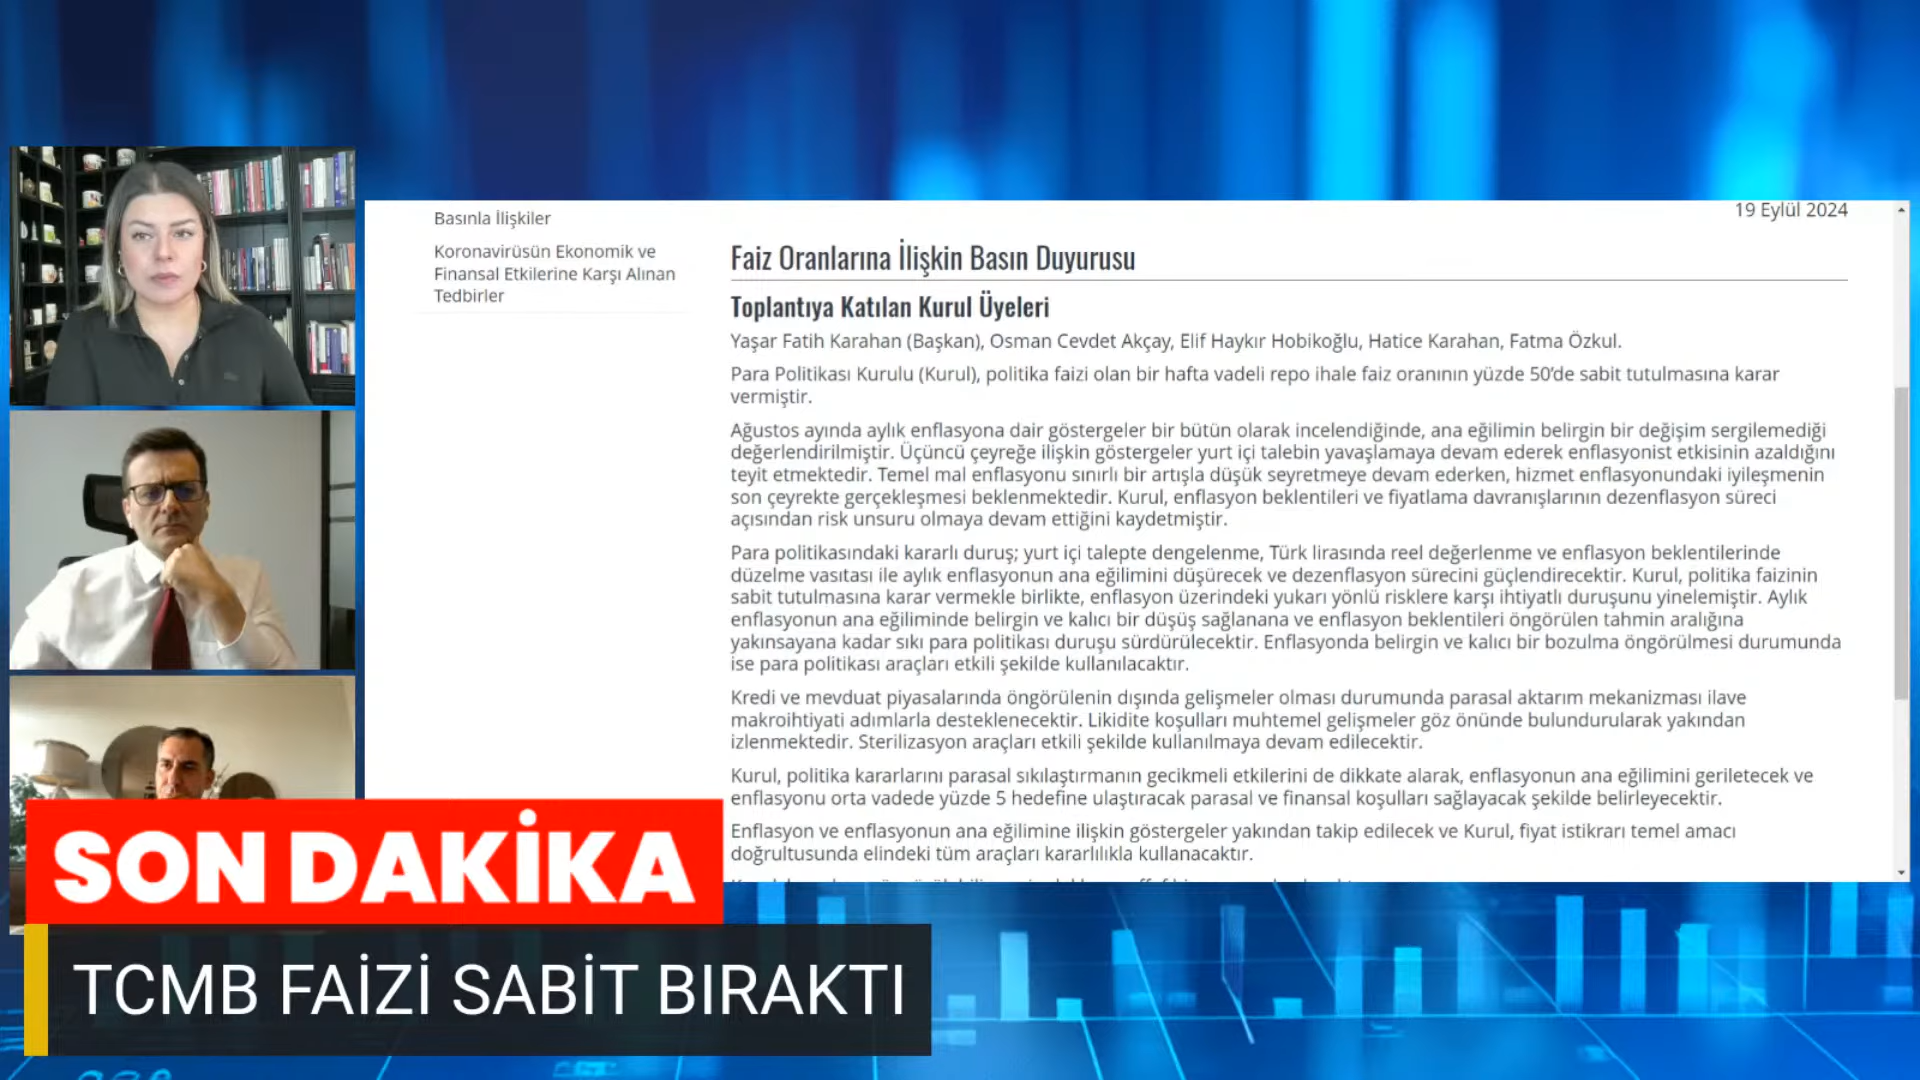 Basınla İlişkiler
Koronavirüsün Ekonomik ve
Finansal Etkilerine Karşı Alınan
Tedbirler
19 Eylül 2024
Faiz Oranlarına İlişkin Basın Duyurusu
Toplantıya Katılan Kurul Üyeleri
Yaşar Fatih Karahan (Başkan), Osman Cevdet Akçay, Elif Haykır Hobikoğlu, Hatice Karahan, Fatma Özkul.
Para Politikası Kurulu (Kurul), politika faizi olan bir hafta vadeli repo ihale faiz oranının yüzde 50’de sabit tutulmasına karar
vermiştir.
Ağustos ayında aylık enflasyona dair göstergeler bir bütün olarak incelendiğinde, ana eğilimin belirgin bir değişim sergilemediği
değerlendirilmiştir. Üçüncü çeyreğe ilişkin göstergeler yurt içi talebin yavaşlamaya devam ederek enflasyonist etkisinin azaldığını
teyit etmektedir. Temel mal enflasyonu sınırlı bir artışla düşük seyretmeye devam ederken, hizmet enflasyonundaki iyileşmenin
son çeyrekte gerçekleşmesi beklenmektedir. Kurul, enflasyon beklentileri ve fiyatlama davranışlarının dezenflasyon süreci
açısından risk unsuru olmaya devam ettiğini kaydetmiştir.
Para politikasındaki kararlı duruş; yurt içi talepte dengelenme, Türk lirasında reel değerlenme ve enflasyon beklentilerinde
düzelme vasıtası ile aylık enflasyonun ana eğilimini düşürecek ve dezenflasyon sürecini güçlendirecektir. Kurul, politika faizinin
sabit tutulmasına karar vermekle birlikte, enflasyon üzerindeki yukarı yönlü risklere karşı ihtiyatlı duruşunu yinelemiştir. Aylık
enflasyonun ana eğiliminde belirgin ve kalıcı bir düşüş sağlanana ve enflasyon beklentileri öngörülen tahmin aralığına
yakınsayana kadar sıkı para politikası duruşu sürdürülecektir. Enflasyonda belirgin ve kalıcı bir bozulma öngörülmesi durumunda
ise para politikası araçları etkili şekilde kullanılacaktır.
Kredi ve mevduat piyasalarında öngörülenin dışında gelişmeler olması durumunda parasal aktarım mekanizması ilave
makroihtiyati adımlarla desteklenecektir. Likidite koşulları muhtemel gelişmeler göz önünde bulundurularak yakından
izlenmektedir. Sterilizasyon araçları etkili şekilde kullanılmaya devam edilecektir.
Kurul, politika kararlarını parasal sıkılaştırmanın gecikmeli etkilerini de dikkate alarak, enflasyonun ana eğilimini geriletecek ve
enflasyonu orta vadede yüzde 5 hedefine ulaştıracak parasal ve finansal koşulları sağlayacak şekilde belirleyecektir.
Enflasyon ve enflasyonun ana eğilimine ilişkin göstergeler yakından takip edilecek ve Kurul, fiyat istikrarı temel amacı
doğrultusunda elindeki tüm araçları kararlılıkla kullanacaktır.
SON DAKİKA
TCMB FAİZİ SABİT BIRAKTI